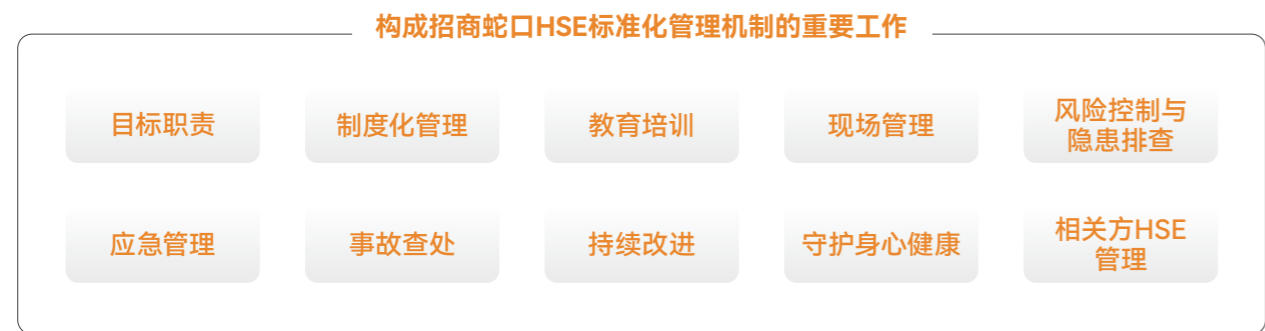 构成招商蛇口HSE标准化管理机制的重要工作
目标职责
制度化管理
教育培训
现场管理
风险控制与
隐患排查
应急管理
事故查处
持续改进
守护身心健康
相关方HSE
管理